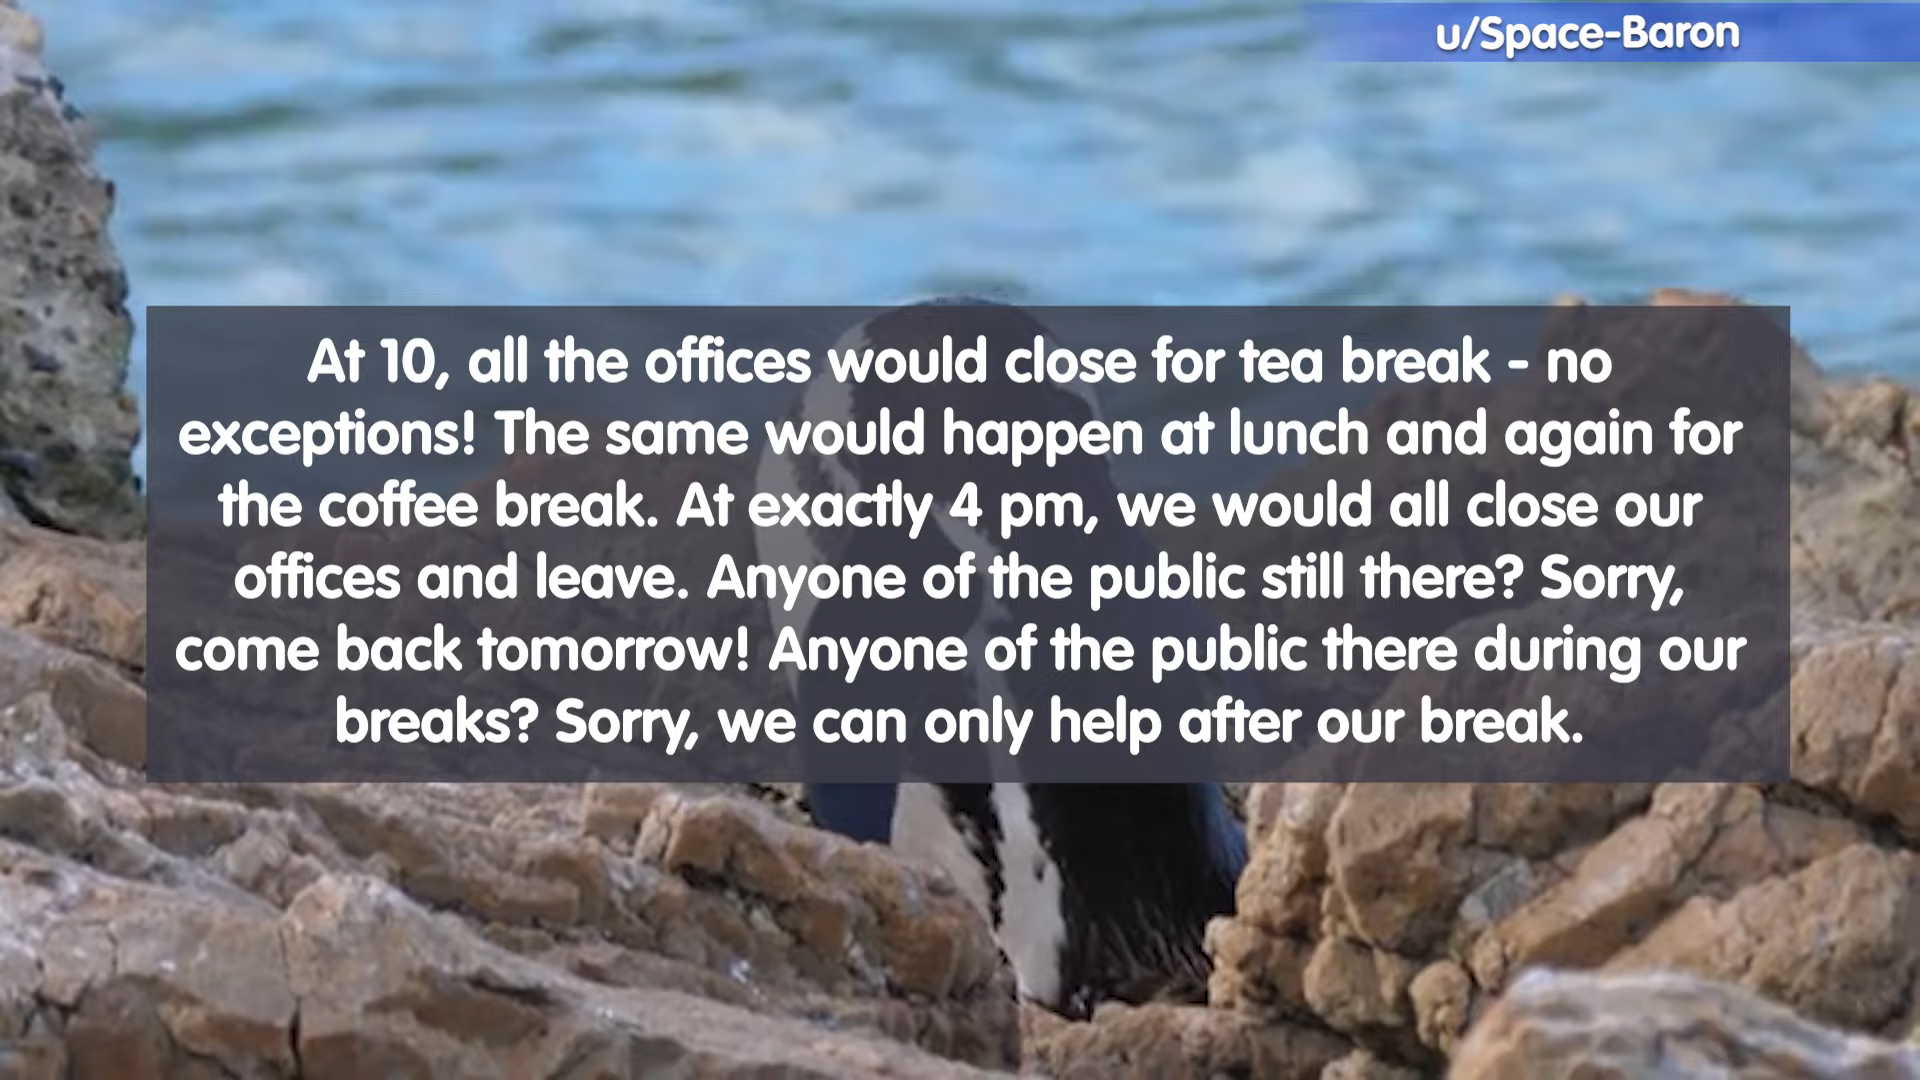 u/Space-Baron
At 10, all the offices would close for tea break - no
exceptions! The same would happen at lunch and again for
the coffee break. At exactly 4 pm, we would all close our
offices and leave. Anyone of the public still there? Sorry,
come back tomorrow! Anyone of the public there during our
breaks? Sorry, we can only help after our break.